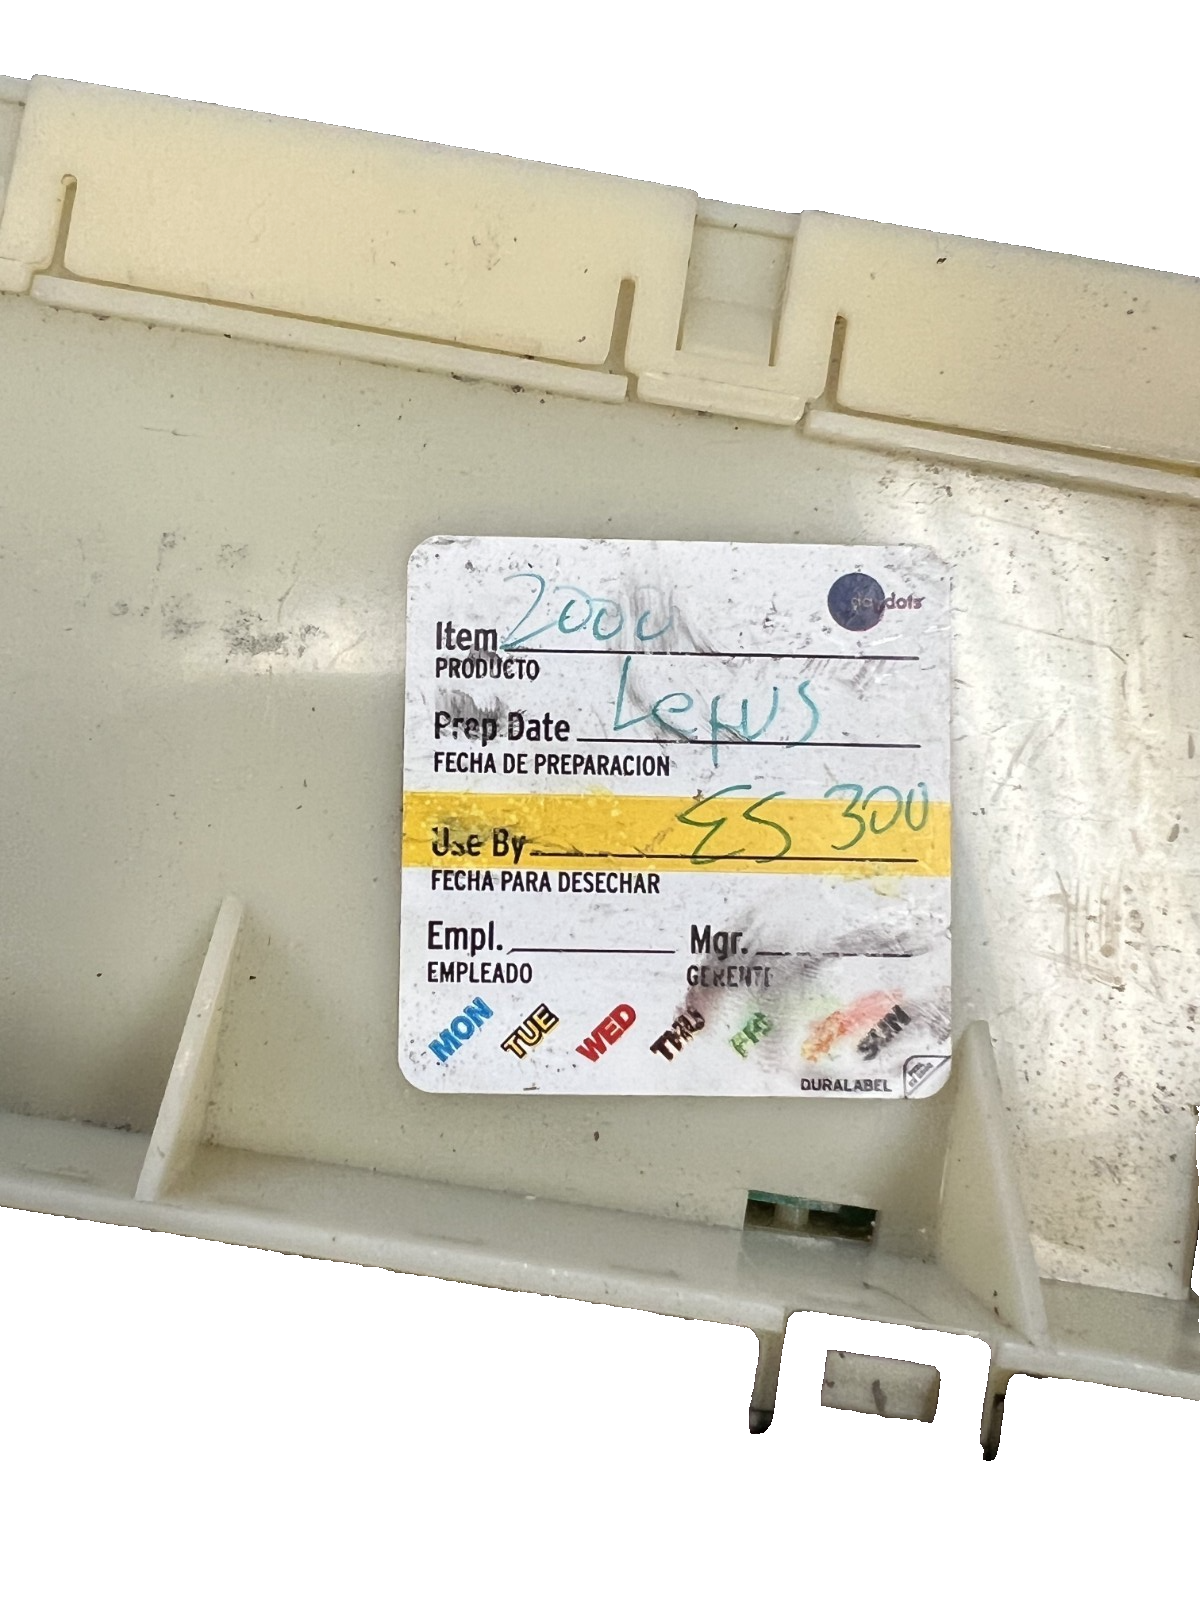 daydots
Item 2000
PRODUCTO
Prep Date Lexus
FECHA DE PREPARACION
Use By ES 300
FECHA PARA DESECHAR
Empl. Mgr.
EMPLEADO GERENTE
MON TUE WED THU FRI SUN
DURALABEL